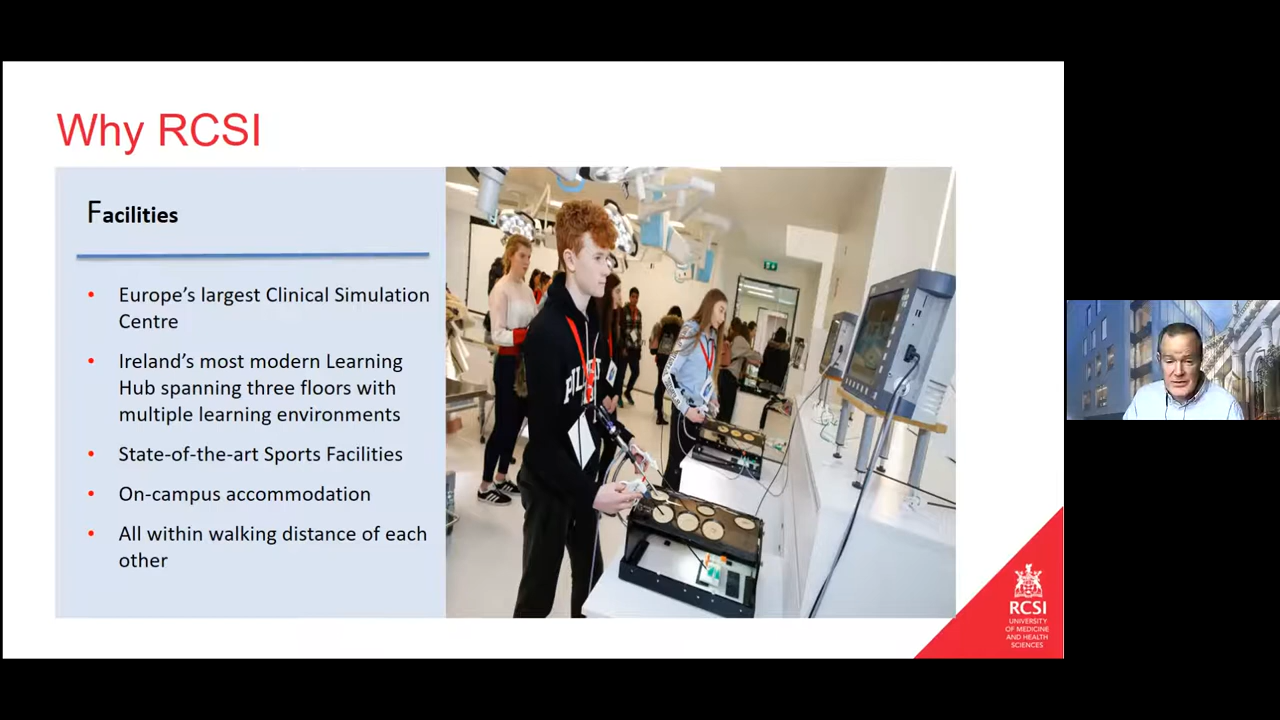 Why RCSI
Facilities
• Europe's largest Clinical Simulation
Centre
• Ireland's most modern Learning
Hub spanning three floors with
multiple learning environments
• State-of-the-art Sports Facilities
• On-campus accommodation
• All within walking distance of each
other
RCSI
UNIVERSITY
OF MEDICINE
AND HEALTH
SCIENCES